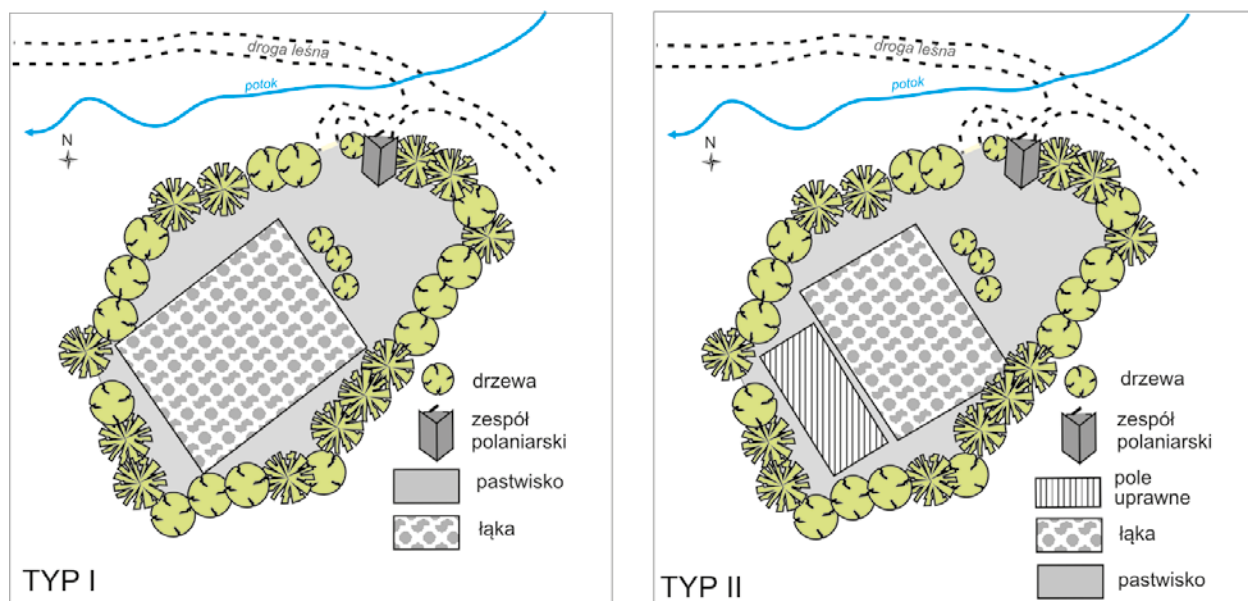 droga leśna
potok
N
drzewa
zespół
polaniarski
pastwisko
łąka
TYP I
droga leśna
potok
N
drzewa
zespół
polaniarski
pole
uprawne
łąka
pastwisko
TYP II